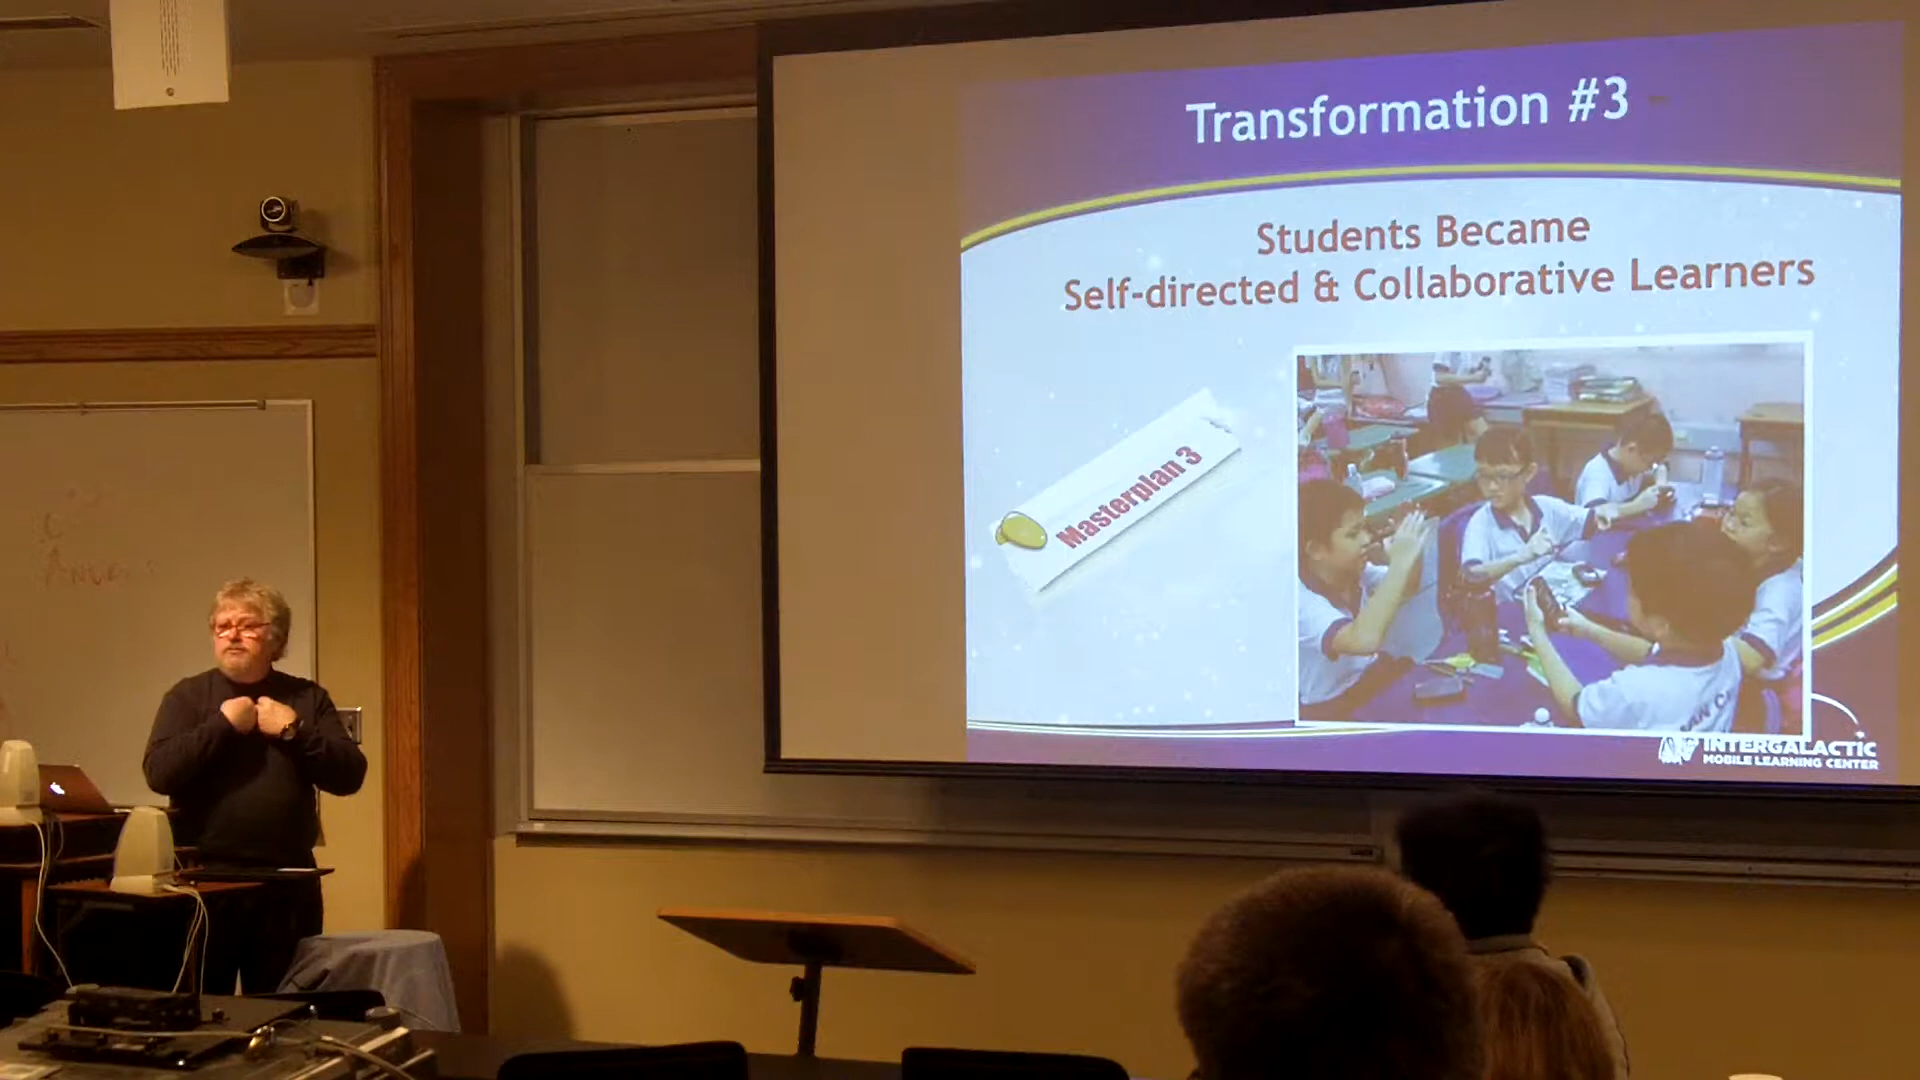 Transformation #3
Students Became
Self-directed & Collaborative Learners
Masterplan 3
INTERGALACTIC
MOBILE LEARNING CENTER